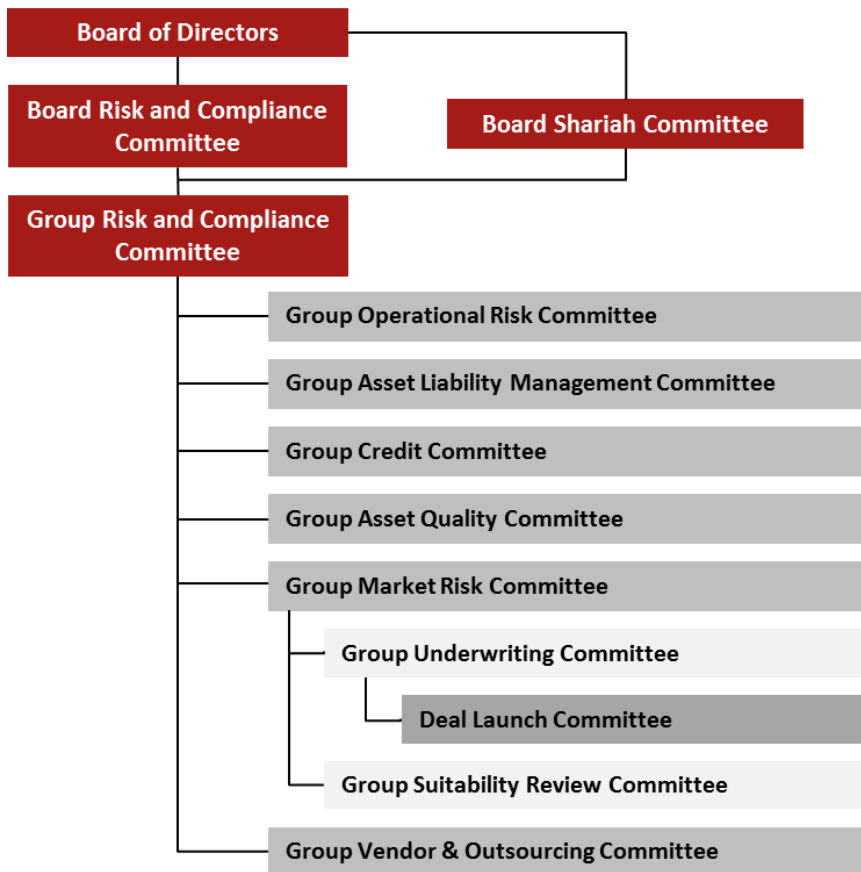 Board of Directors
Board Risk and Compliance
Committee
Board Shariah Committee
Group Risk and Compliance
Committee
Group Operational Risk Committee
Group Asset Liability Management Committee
Group Credit Committee
Group Asset Quality Committee
Group Market Risk Committee
Group Underwriting Committee
Deal Launch Committee
Group Suitability Review Committee
Group Vendor & Outsourcing Committee